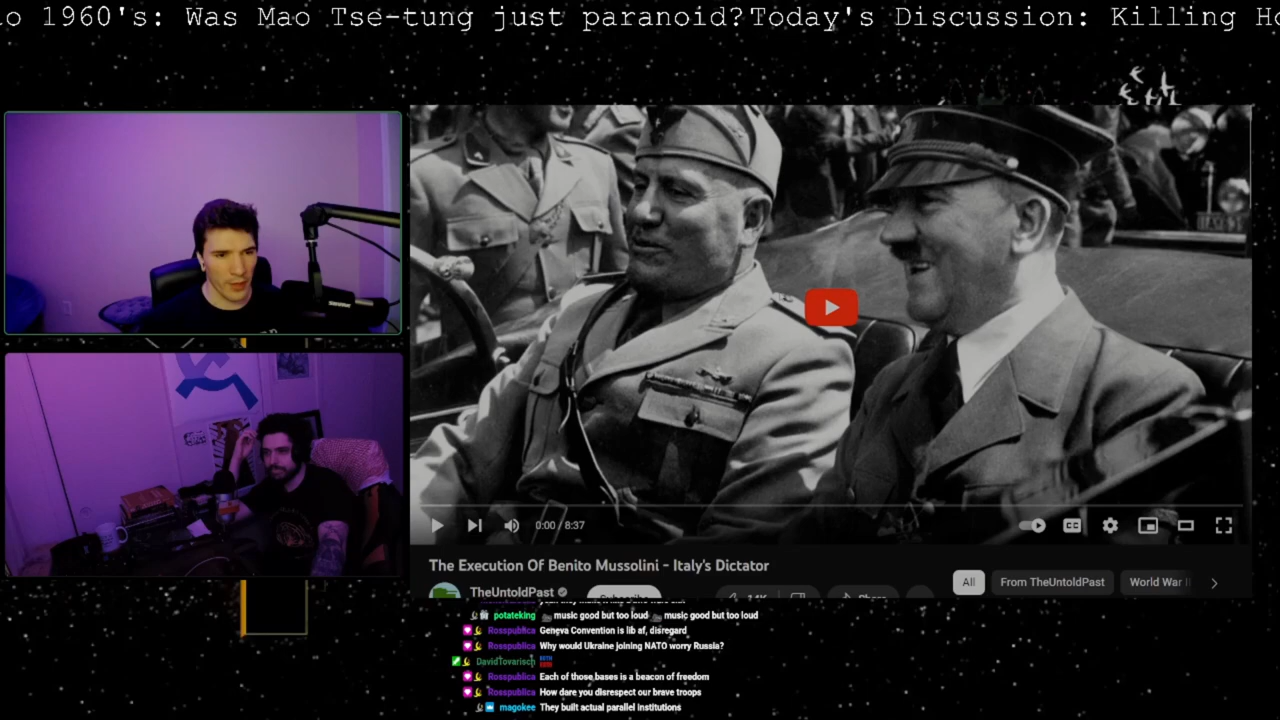 o 1960's: Was Mao Tse-tung just paranoid?Today's Discussion: Killing Ho
0:00 / 8:37
The Execution Of Benito Mussolini - Italy's Dictator
TheUntoldPast
Subscribe
14K
Share
All
From TheUntoldPast
World War II
potateking music good but too loud music good but too loud
Rosspublica Geneva Convention is lib af, disregard
Rosspublica Why would Ukraine joining NATO worry Russia?
DavidTovarisch
Rosspublica Each of those bases is a beacon of freedom
Rosspublica How dare you disrespect our brave troops
magokee They built actual parallel institutions